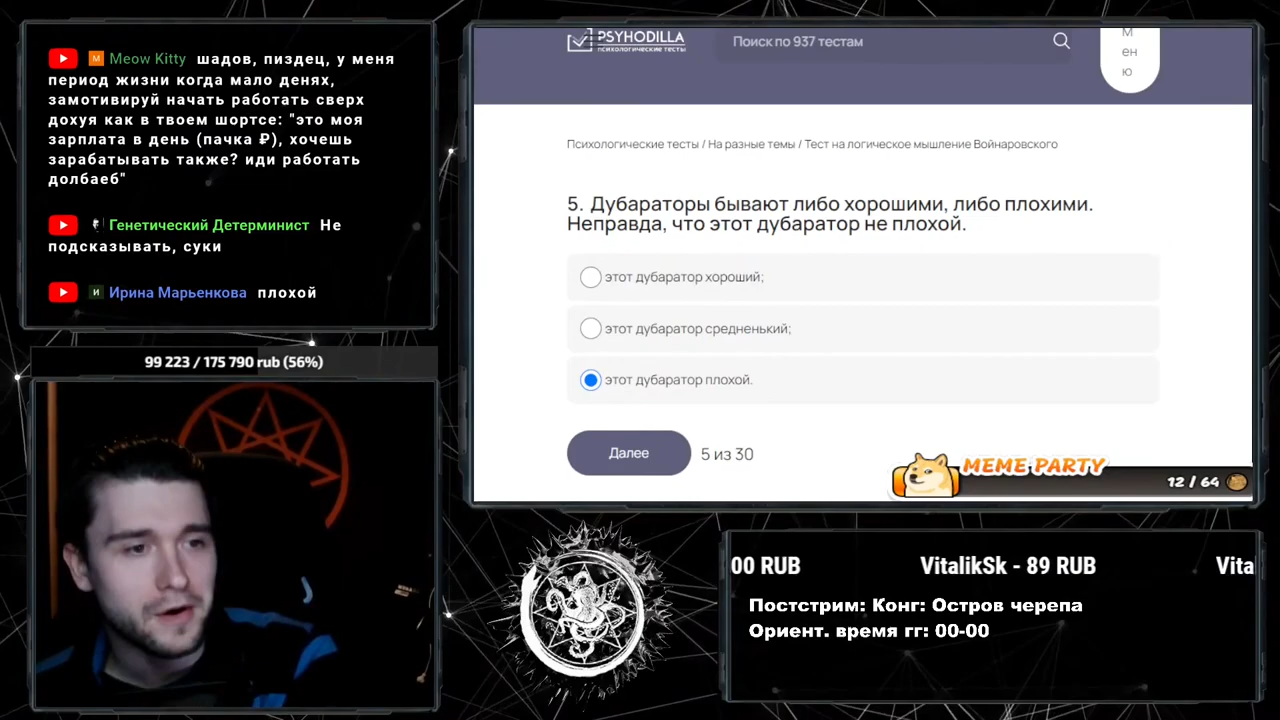 Meow Kitty шадов, пиздец, у меня
период жизни когда мало денях,
замотивируй начать работать сверх
дохуя как в твоем шортсе: "это моя
зарплата в день (пачка ₽), хочешь
зарабатывать также? иди работать
долбаеб"
Генетический Детерминист Не
подсказывать, суки
Ирина Марьенкова плохой
99 223 / 175 790 rub (56%)
PSYHODILLA
ПСИХОЛОГИЧЕСКИЕ ТЕСТЫ
Поиск по 937 тестам
М
ен
ю
Психологические тесты / На разные темы / Тест на логическое мышление Войнаровского
5. Дубараторы бывают либо хорошими, либо плохими.
Неправда, что этот дубаратор не плохой.
этот дубаратор хороший;
этот дубаратор средненький;
этот дубаратор плохой.
Далее 5 из 30
MEME PARTY
12 / 64
00 RUB VitalikSk - 89 RUB Vita
Постстрим: Конг: Остров черепа
Ориент. время гг: 00-00